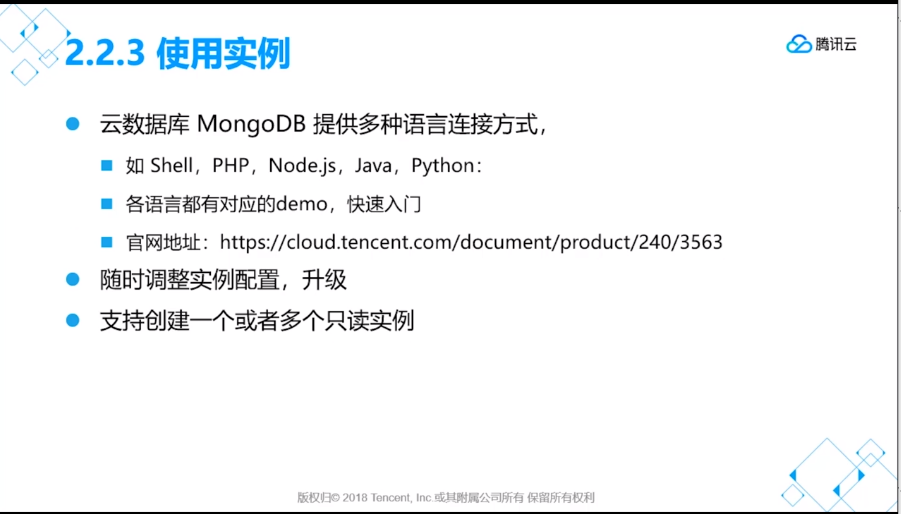 2.2.3 使用实例
腾讯云
云数据库 MongoDB 提供多种语言连接方式，
如 Shell，PHP，Node.js，Java，Python：
各语言都有对应的demo，快速入门
官网地址：https://cloud.tencent.com/document/product/240/3563
随时调整实例配置，升级
支持创建一个或者多个只读实例
版权归© 2018 Tencent, Inc.或其附属公司所有 保留所有权利